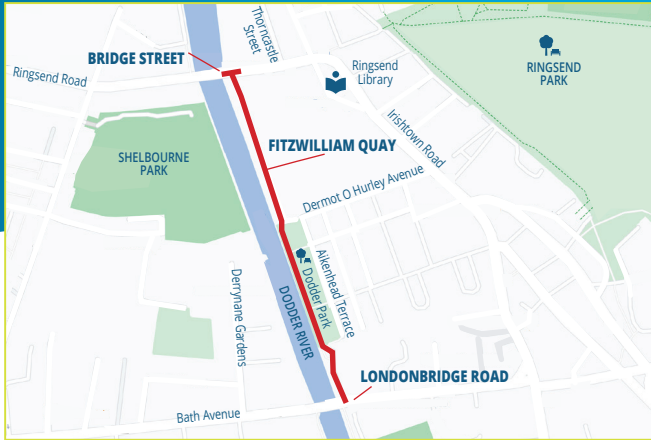 Thorncastle
Street
BRIDGE STREET
Ringsend Road
Ringsend
Library
RINGSEND
PARK
Irishtown Road
SHELBOURNE
PARK
FITZWILLIAM QUAY
Dermot O Hurley Avenue
Aikenhead Terrace
Dodder Park
DODDER RIVER
Derrynane Gardens
LONDONBRIDGE ROAD
Bath Avenue